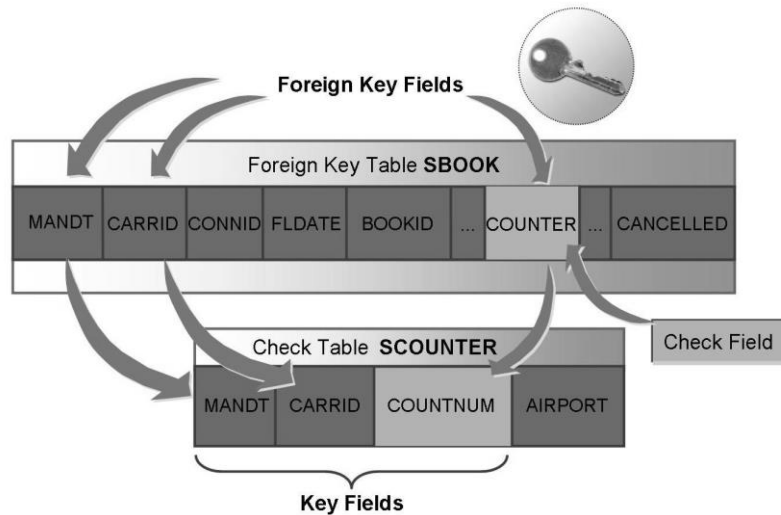 Foreign Key Fields
Foreign Key Table SBOOK
MANDT CARRID CONNID FLDATE BOOKID ... COUNTER ... CANCELLED
Check Field
Check Table SCOUNTER
MANDT CARRID COUNTNUM AIRPORT
Key Fields